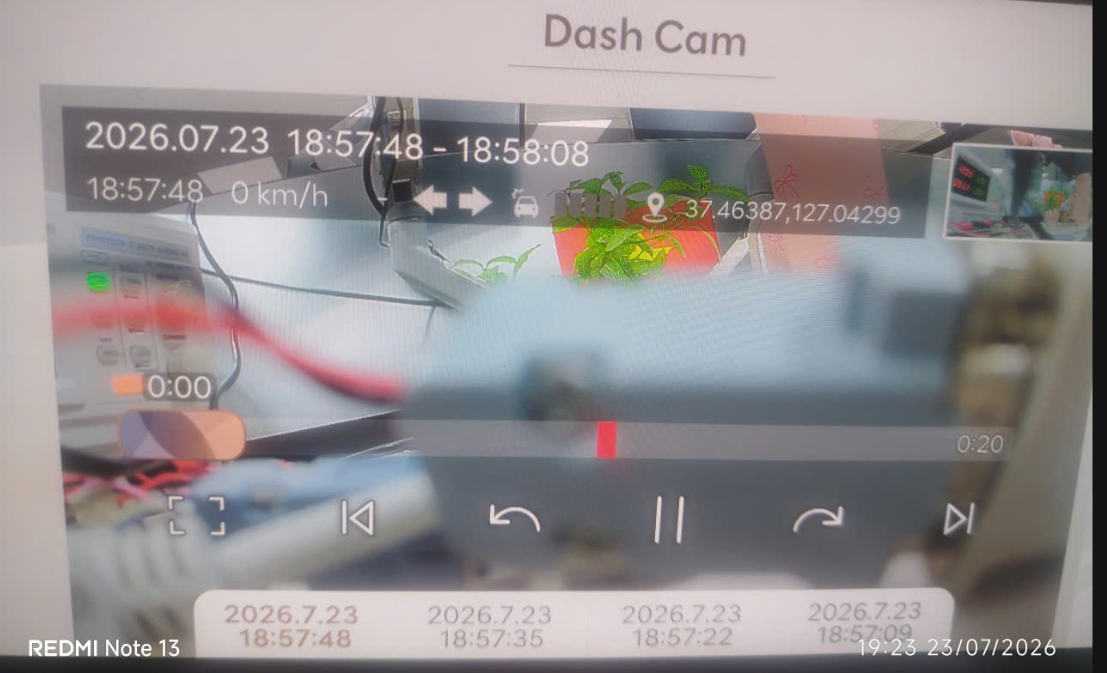 Dash Cam
2026.07.23 18:57:48 - 18:58:08
18:57:48 0 km/h - 37.46387,127.04299
0:00
0:20
2026.7.23 2026.7.23 2026.7.23 2026.7.23
18:57:48 18:57:35 18:57:22 18:57:09
REDMI Note 13
19:23 23/07/2026